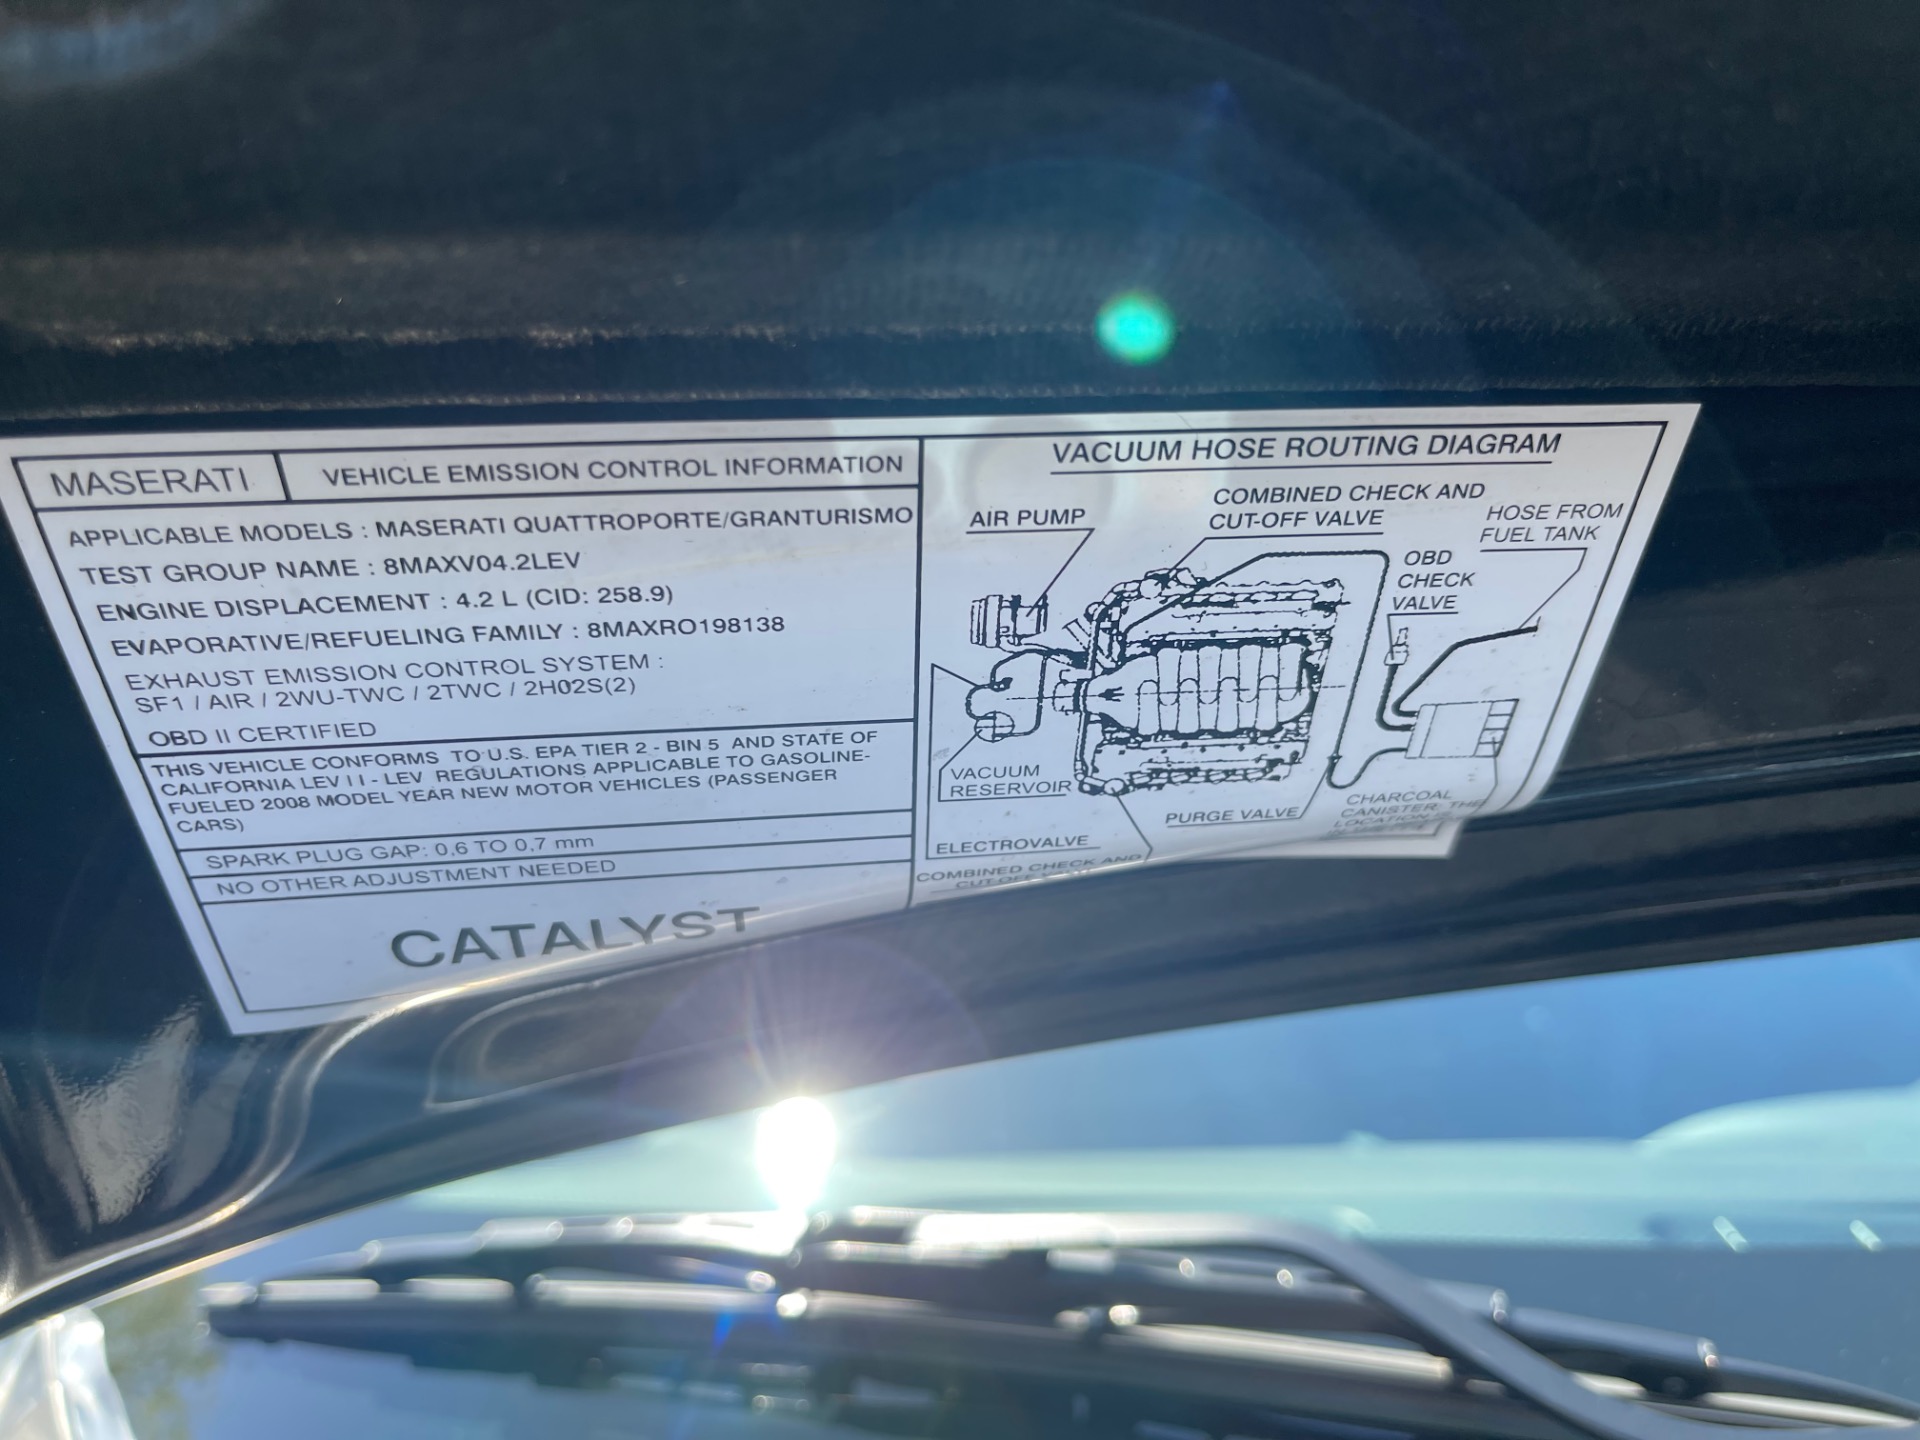 MASERATI
VEHICLE EMISSION CONTROL INFORMATION
APPLICABLE MODELS : MASERATI QUATTROPORTE/GRANTURISMO
TEST GROUP NAME : 8MAXV04.2LEV
ENGINE DISPLACEMENT : 4.2 L (CID: 258.9)
EVAPORATIVE/REFUELING FAMILY : 8MAXRO198138
EXHAUST EMISSION CONTROL SYSTEM :
SF1 / AIR / 2WU-TWC / 2TWC / 2H02S(2)
OBD II CERTIFIED
THIS VEHICLE CONFORMS TO U.S. EPA TIER 2 - BIN 5 AND STATE OF
CALIFORNIA LEV I I - LEV REGULATIONS APPLICABLE TO GASOLINE-
FUELED 2008 MODEL YEAR NEW MOTOR VEHICLES (PASSENGER
CARS)
SPARK PLUG GAP: 0,6 TO 0,7 mm
NO OTHER ADJUSTMENT NEEDED
CATALYST
VACUUM HOSE ROUTING DIAGRAM
AIR PUMP
COMBINED CHECK AND
CUT-OFF VALVE
HOSE FROM
FUEL TANK
OBD
CHECK
VALVE
VACUUM
RESERVOIR
ELECTROVALVE
COMBINED CHECK AND
CUT-OFF
PURGE VALVE
CHARCOAL
CANISTER: THE
LOCATION IS